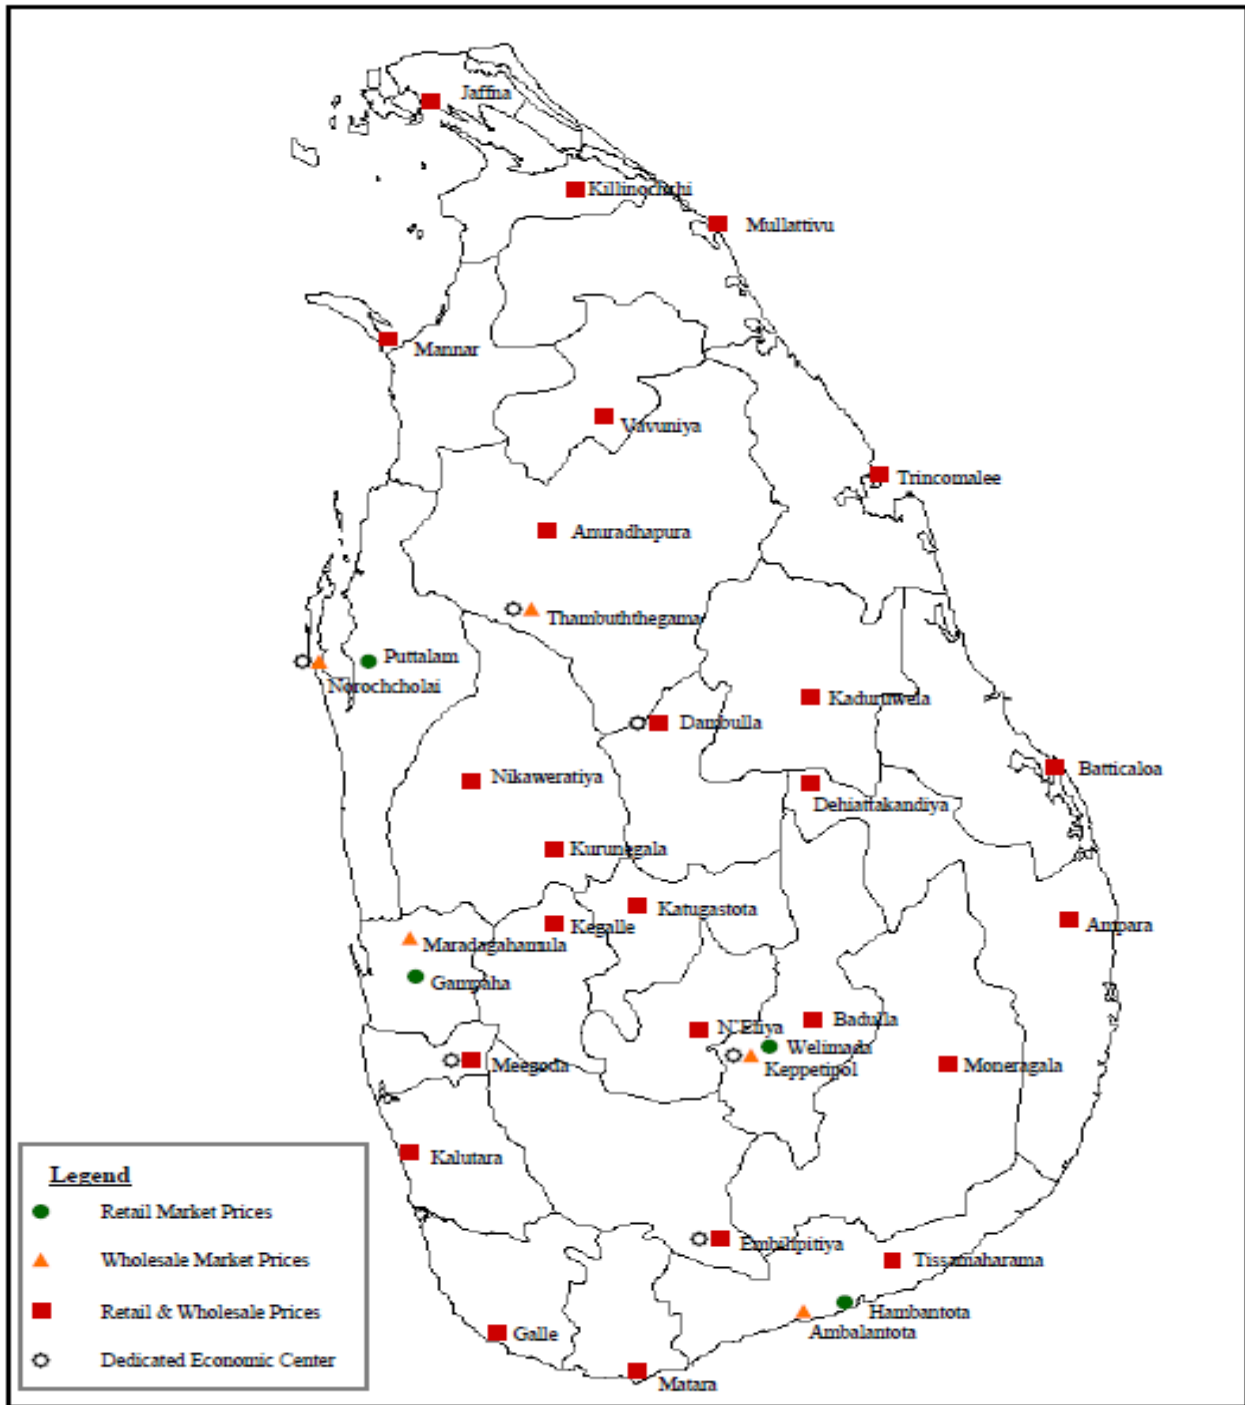 Jaffna
Killinochchi
Mullattivu
Mannar
Vavuniya
Trincomalee
Anuradhapura
Thambuththegama
Puttalam
Norochcholai
Kaduruwela
Dambulla
Batticaloa
Nikaweratiya
Dehiattakandiya
Kurunegala
Katugastota
Kegalle
Ampara
Maradagahamula
Gampaha
Badulla
N'Eliya
Welimada
Keppetipol
Meegoda
Moneragala
Kalutara
Embilipitiya
Tissamaharama
Hambantota
Ambalantota
Galle
Matara
Legend
Retail Market Prices
Wholesale Market Prices
Retail & Wholesale Prices
Dedicated Economic Center